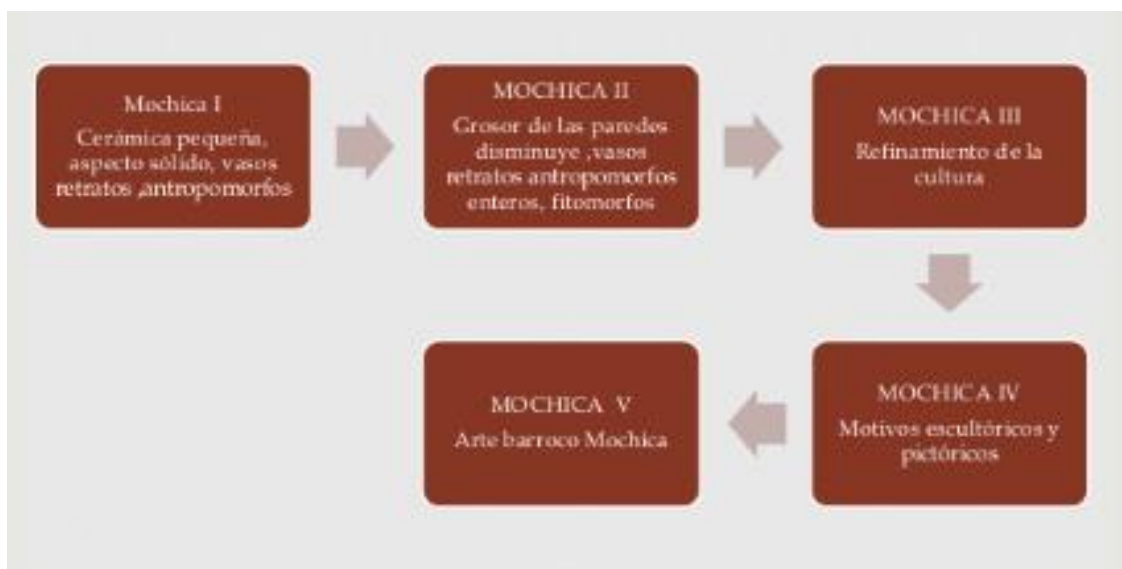 Mochica I
Cerámica pequeña,
aspecto sólido, vasos
retratos ,antropomorfos
MOCHICA II
Grosor de las paredes
disminuye ,vasos
retratos antropomorfos
enteros, fitomorfos
MOCHICA III
Refinamiento de la
cultura
MOCHICA IV
Motivos escultóricos y
pictóricos
MOCHICA V
Arte barroco Mochica